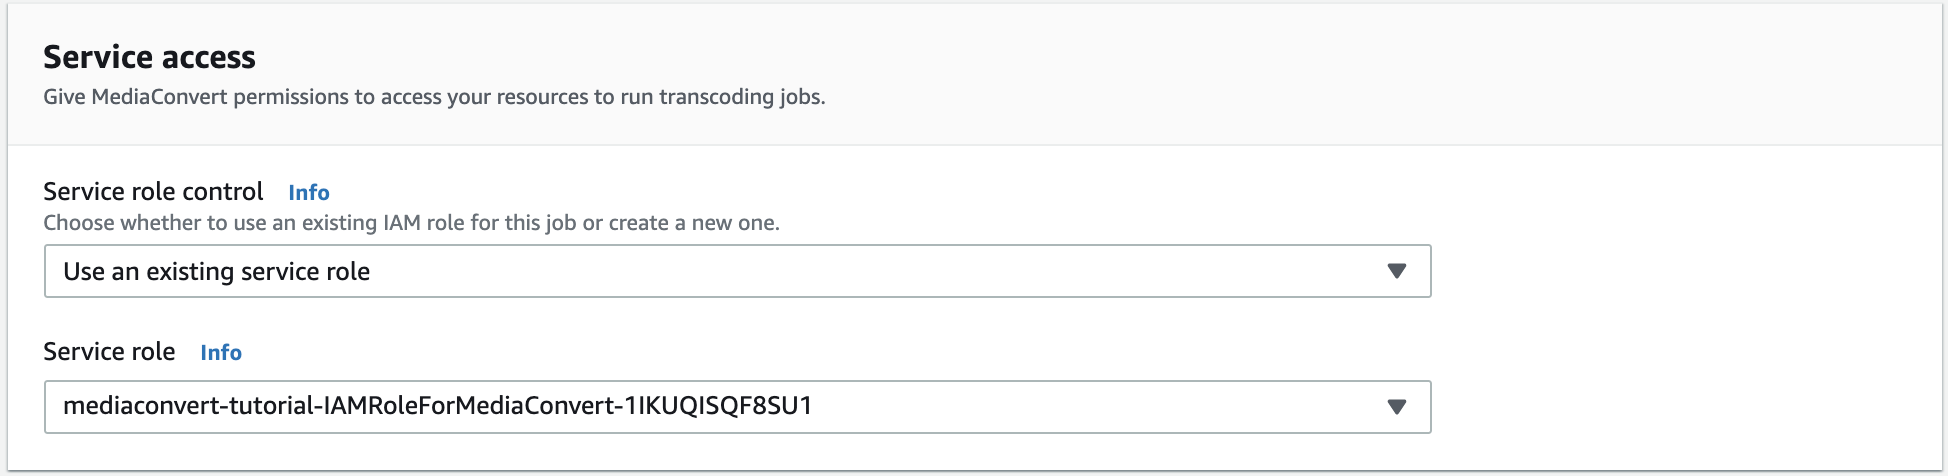 Service access
Give MediaConvert permissions to access your resources to run transcoding jobs.
Service role control Info
Choose whether to use an existing IAM role for this job or create a new one.
Use an existing service role
Service role Info
mediaconvert-tutorial-IAMRoleForMediaConvert-1IKUQISQF8SU1